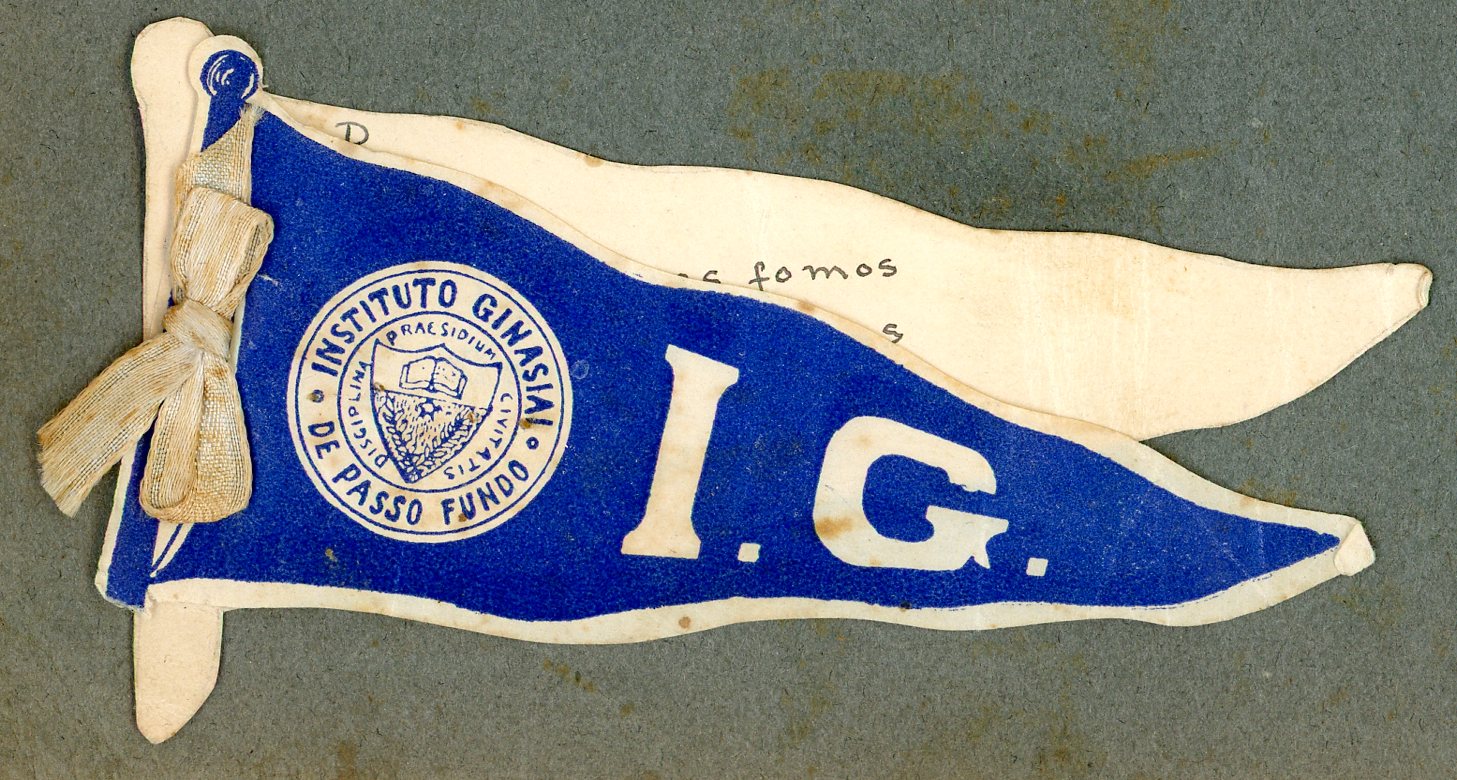 INSTITUTO GINASIAL
DE PASSO FUNDO
DISCIPLINA PRAESIDIUM CIVITATIS
I.G.
fomos